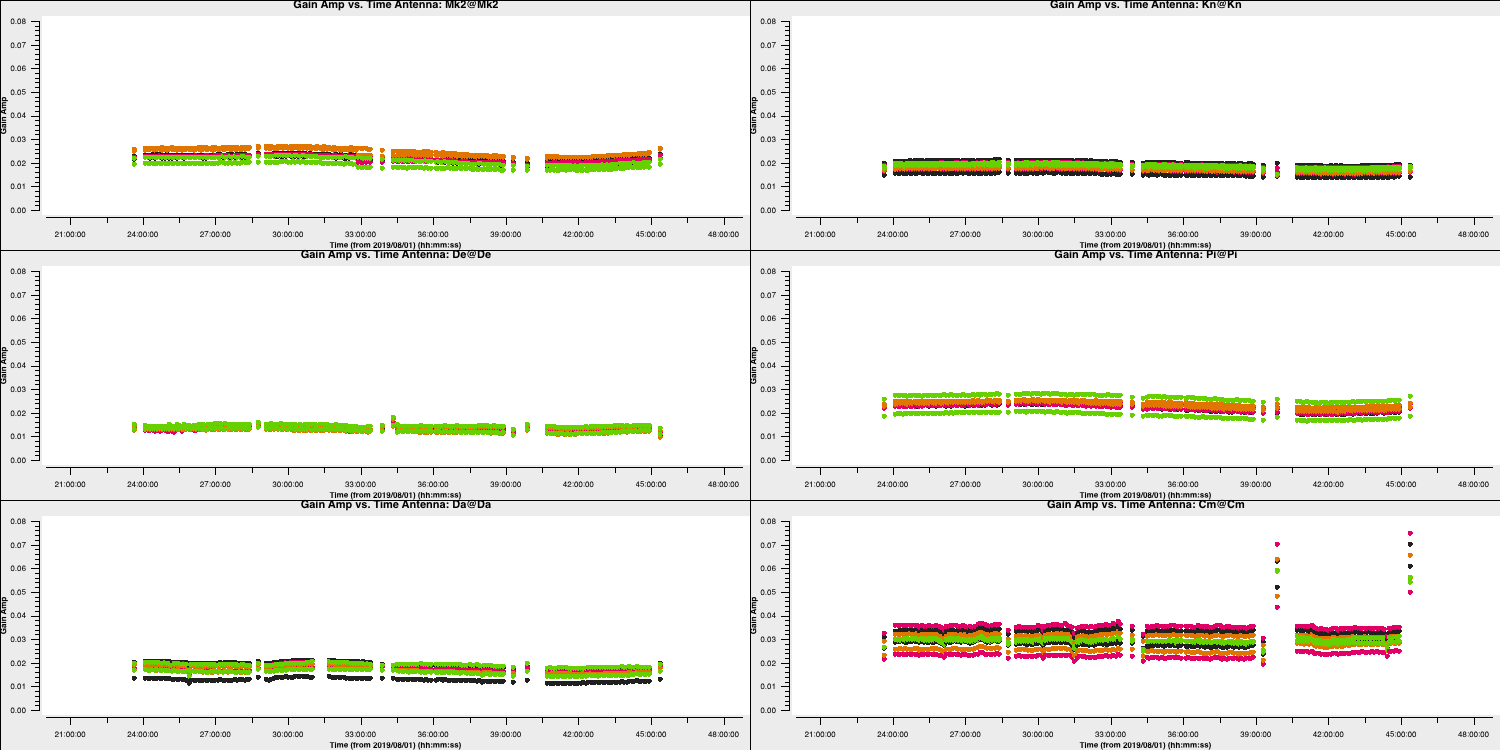 Gain Amp vs. Time Antenna: Mk2@Mk2
0.08
0.07
0.06
0.05
0.04
0.03
0.02
0.01
0.00
Gain Amp
21:00:00 24:00:00 27:00:00 30:00:00 33:00:00 36:00:00 39:00:00 42:00:00 45:00:00 48:00:00
Time (from 2019/08/01) (hh:mm:ss)
Gain Amp vs. Time Antenna: Kn@Kn
0.08
0.07
0.06
0.05
0.04
0.03
0.02
0.01
0.00
Gain Amp
21:00:00 24:00:00 27:00:00 30:00:00 33:00:00 36:00:00 39:00:00 42:00:00 45:00:00 48:00:00
Time (from 2019/08/01) (hh:mm:ss)
Gain Amp vs. Time Antenna: De@De
0.08
0.07
0.06
0.05
0.04
0.03
0.02
0.01
0.00
Gain Amp
21:00:00 24:00:00 27:00:00 30:00:00 33:00:00 36:00:00 39:00:00 42:00:00 45:00:00 48:00:00
Time (from 2019/08/01) (hh:mm:ss)
Gain Amp vs. Time Antenna: Pi@Pi
0.08
0.07
0.06
0.05
0.04
0.03
0.02
0.01
0.00
Gain Amp
21:00:00 24:00:00 27:00:00 30:00:00 33:00:00 36:00:00 39:00:00 42:00:00 45:00:00 48:00:00
Time (from 2019/08/01) (hh:mm:ss)
Gain Amp vs. Time Antenna: Da@Da
0.08
0.07
0.06
0.05
0.04
0.03
0.02
0.01
0.00
Gain Amp
21:00:00 24:00:00 27:00:00 30:00:00 33:00:00 36:00:00 39:00:00 42:00:00 45:00:00 48:00:00
Time (from 2019/08/01) (hh:mm:ss)
Gain Amp vs. Time Antenna: Cm@Cm
0.08
0.07
0.06
0.05
0.04
0.03
0.02
0.01
0.00
Gain Amp
21:00:00 24:00:00 27:00:00 30:00:00 33:00:00 36:00:00 39:00:00 42:00:00 45:00:00 48:00:00
Time (from 2019/08/01) (hh:mm:ss)